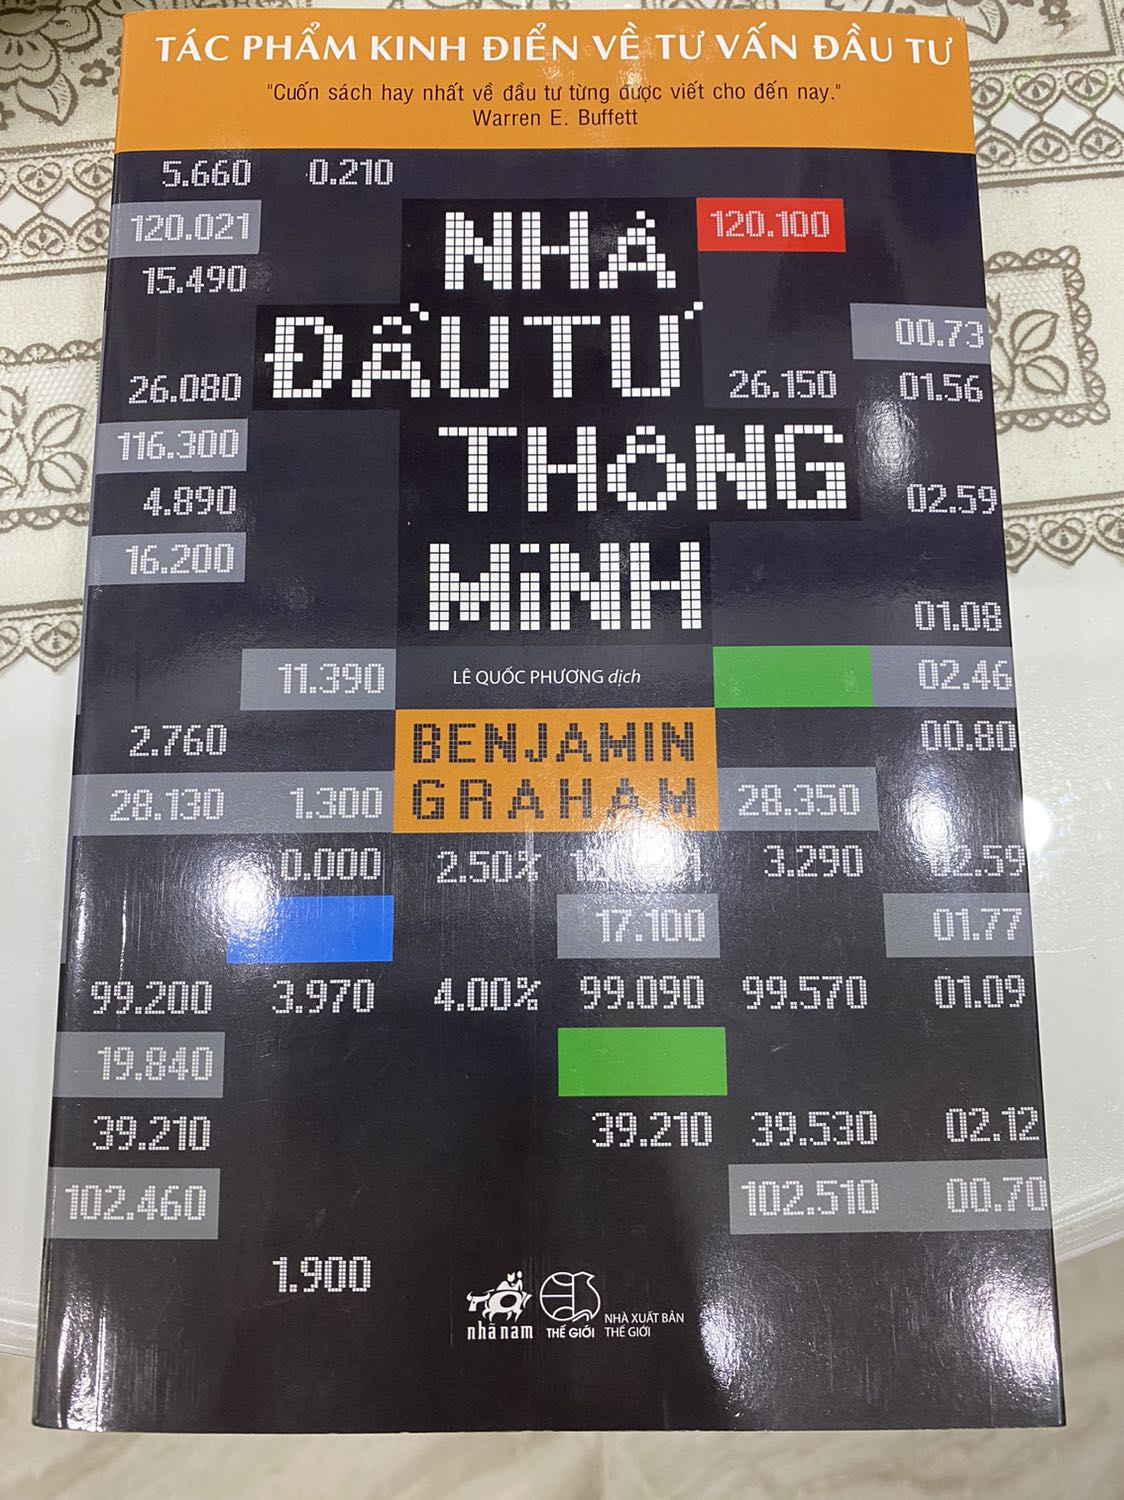 TÁC PHẨM KINH ĐIỂN VỀ TƯ VẤN ĐẦU TƯ
"Cuốn sách hay nhất về đầu tư từng được viết cho đến nay."
Warren E. Buffett
5.660 0.210
120.021 NHÀ 120.100
15.490
ĐẦU TƯ 00.73
26.080 26.150 01.56
116.300 THÔNG
4.890 02.59
16.200 MINH
01.08
11.390 LÊ QUỐC PHƯƠNG dịch 02.46
2.760 BENJAMIN 00.80
28.130 1.300 GRAHAM 28.350
0.000 2.50% 3.290 02.59
17.100 01.77
99.200 3.970 4.00% 99.090 99.570 01.09
19.840
39.210 39.210 39.530 02.12
102.460 102.510 00.70
1.900
nhã nam THẾ GIỚI NHÀ XUẤT BẢN
THẾ GIỚI